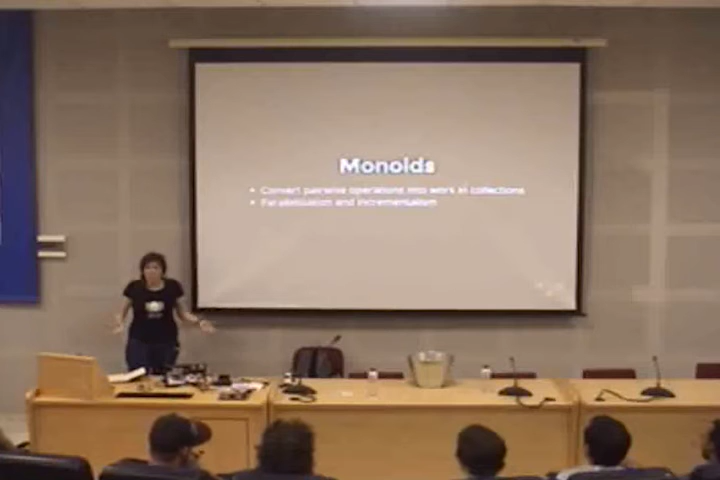 Monoids
• Convert pairwise operations into work in collections
• Parallelisation and incrementalism